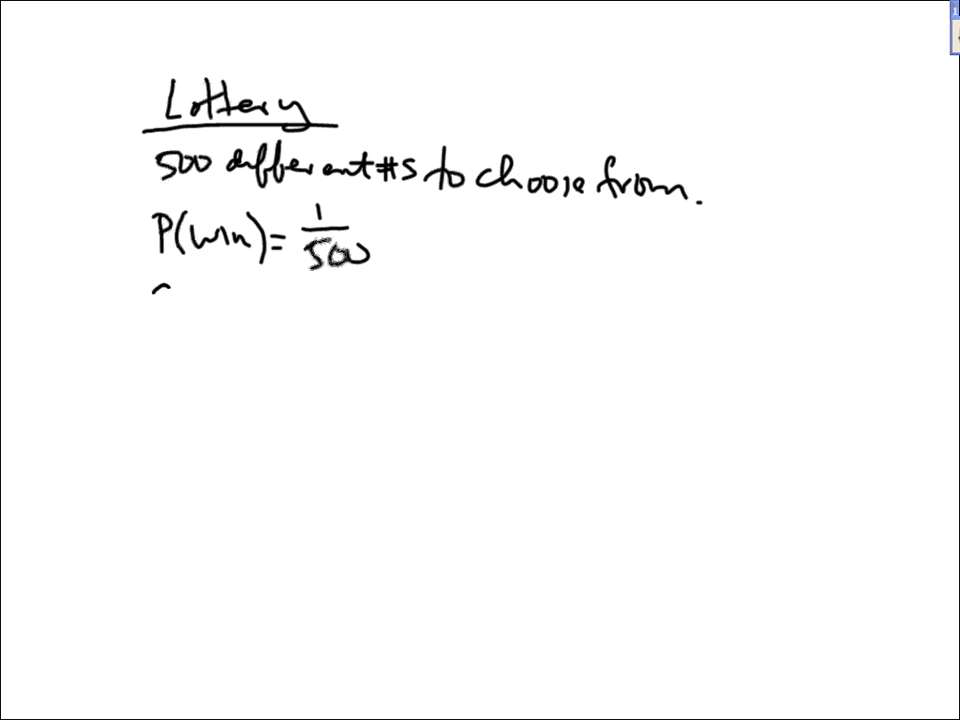 Lottery
500 different #s to choose from.
P(win) = 1/500